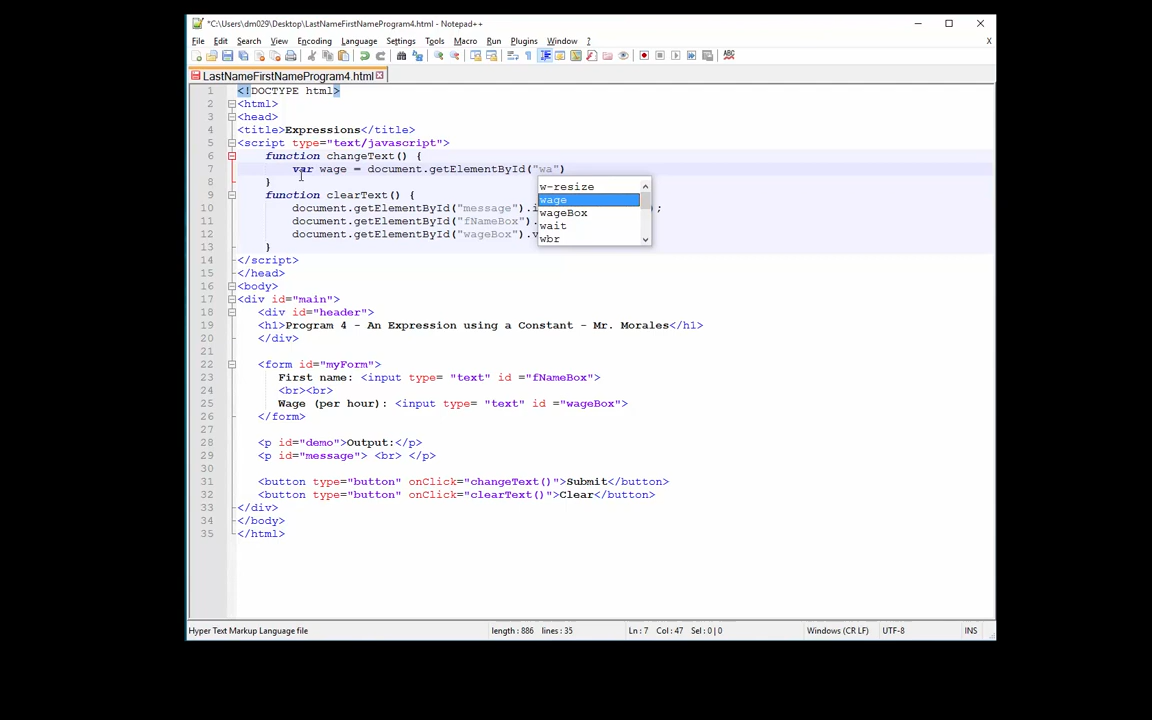 *C:\Users\dm029\Desktop\LastNameFirstNameProgram4.html - Notepad++
File Edit Search View Encoding Language Settings Tools Macro Run Plugins Window ? X
LastNameFirstNameProgram4.html
1 <!DOCTYPE html>
2 <html>
3 <head>
4 <title>Expressions</title>
5 <script type="text/javascript">
6 function changeText() {
7 var wage = document.getElementById("wa")
8 }
w-resize
wage
wageBox
wait
wbr
9 function clearText() {
10 document.getElementById("message").i ;
11 document.getElementById("fNameBox").
12 document.getElementById("wageBox").v
13 }
14 </script>
15 </head>
16 <body>
17 <div id="main">
18 <div id="header">
19 <h1>Program 4 - An Expression using a Constant - Mr. Morales</h1>
20 </div>
21
22 <form id="myForm">
23 First name: <input type= "text" id ="fNameBox">
24 <br><br>
25 Wage (per hour): <input type= "text" id ="wageBox">
26 </form>
27
28 <p id="demo">Output:</p>
29 <p id="message"> <br> </p>
30
31 <button type="button" onClick="changeText()">Submit</button>
32 <button type="button" onClick="clearText()">Clear</button>
33 </div>
34 </body>
35 </html>
Hyper Text Markup Language file length : 886 lines : 35 Ln : 7 Col : 47 Sel : 0 | 0 Windows (CR LF) UTF-8 INS